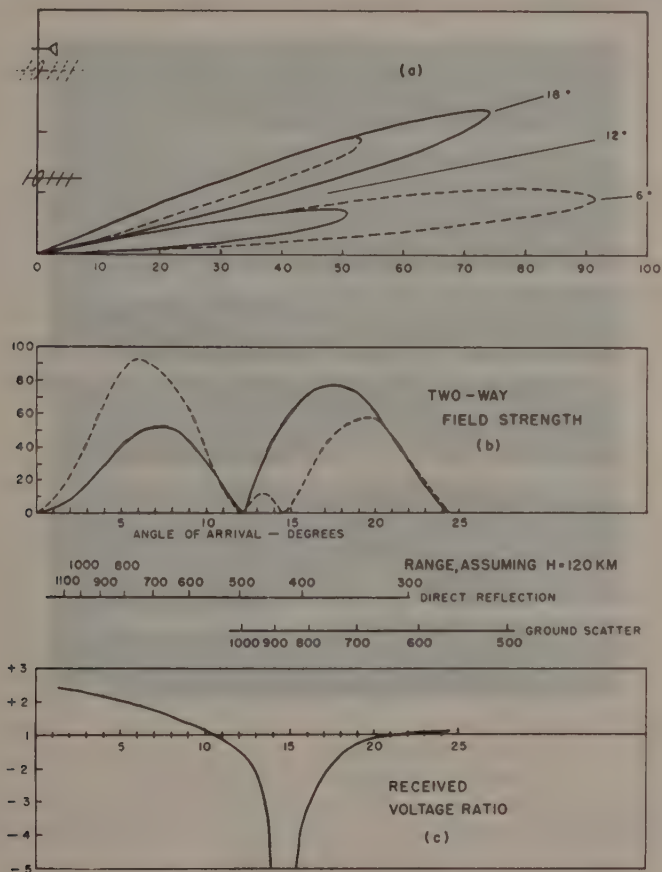 (a)
18°
12°
6°
0 10 20 30 40 50 60 70 80 90 100
100
80
60
40
20
0
TWO-WAY
FIELD STRENGTH
(b)
5 10 15 20 25
ANGLE OF ARRIVAL — DEGREES
1000 800
1100 900 700 600 500 400 300
RANGE, ASSUMING H=120 KM
DIRECT REFLECTION
GROUND SCATTER
1000 900 800 700 600 500
+3
+2
1
-2
-3
-4
-5
5 10 15 20 25
RECEIVED
VOLTAGE RATIO
(c)